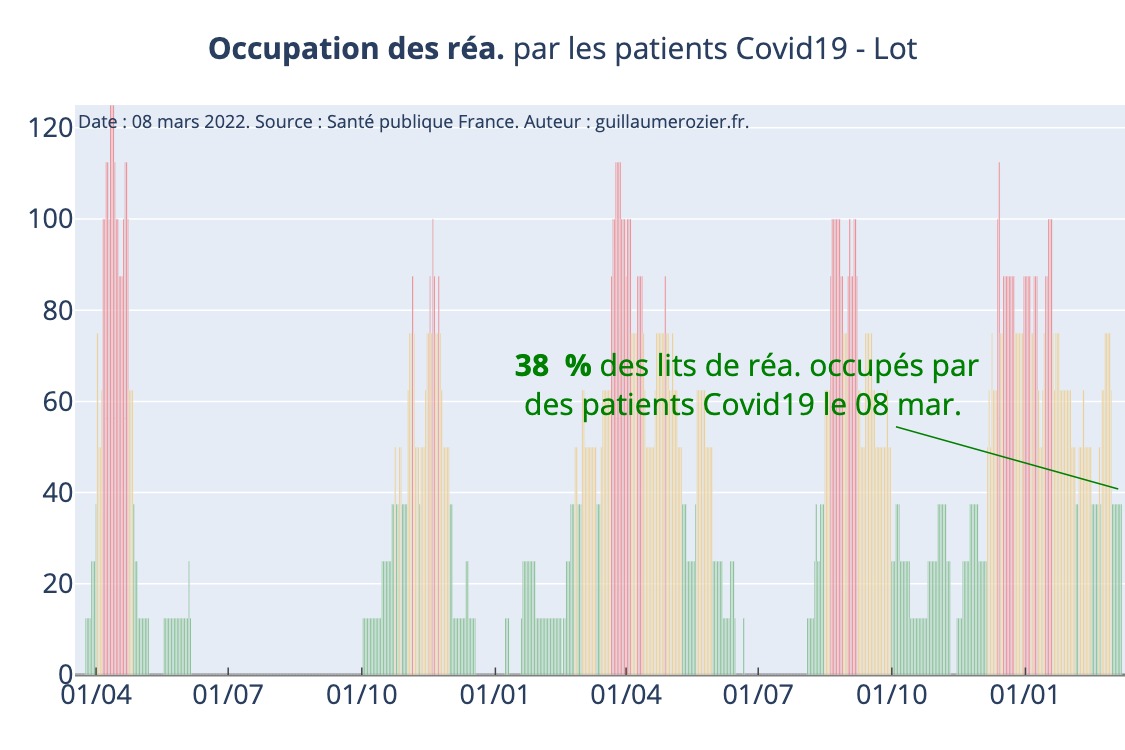 Occupation des réa. par les patients Covid19 - Lot
Date : 08 mars 2022. Source : Santé publique France. Auteur : guillaumerozier.fr.
120
100
80
60
40
20
0
38 % des lits de réa. occupés par
des patients Covid19 le 08 mar.
01/04 01/07 01/10 01/01 01/04 01/07 01/10 01/01